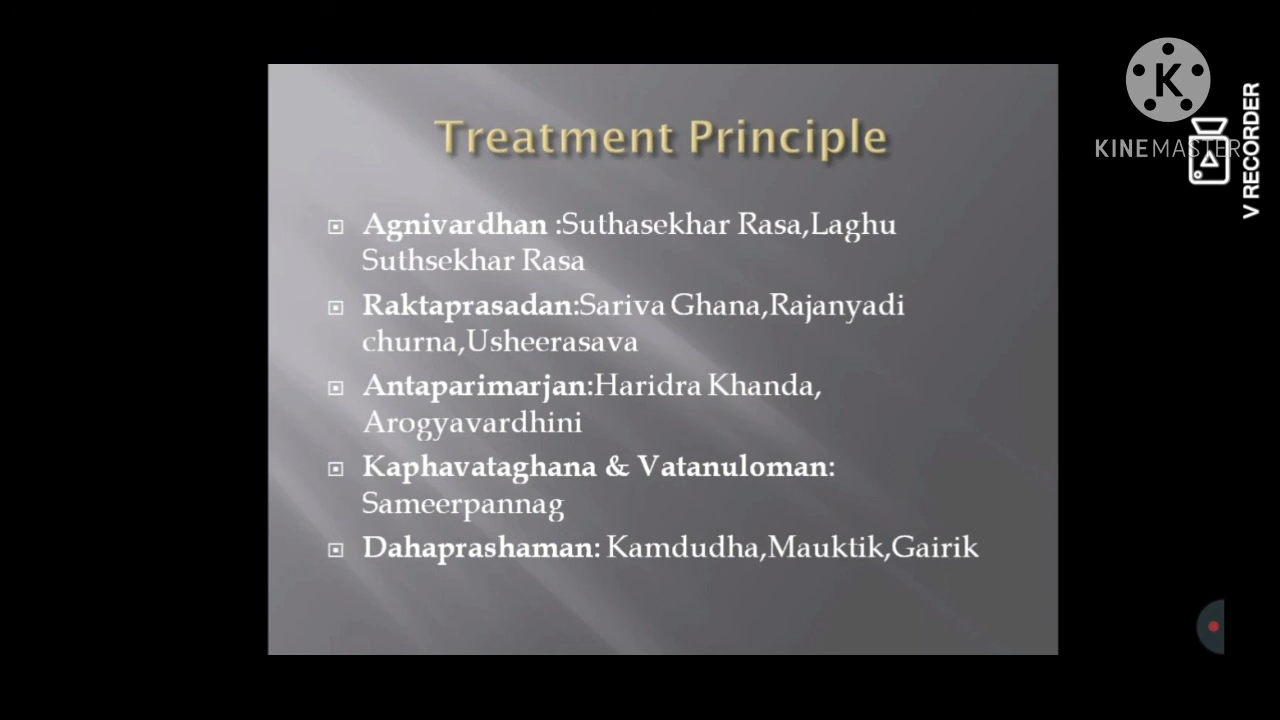 Treatment Principle
Agnivardhan :Suthasekhar Rasa,Laghu
Suthsekhar Rasa
Raktaprasadan:Sariva Ghana,Rajanyadi
churna,Usheerasava
Antaparimarjan:Haridra Khanda,
Arogyavardhini
Kaphavataghana & Vatanuloman:
Sameerpannag
Dahaprashaman: Kamdudha,Mauktik,Gairik
K
KINEMASTER
V RECORDER